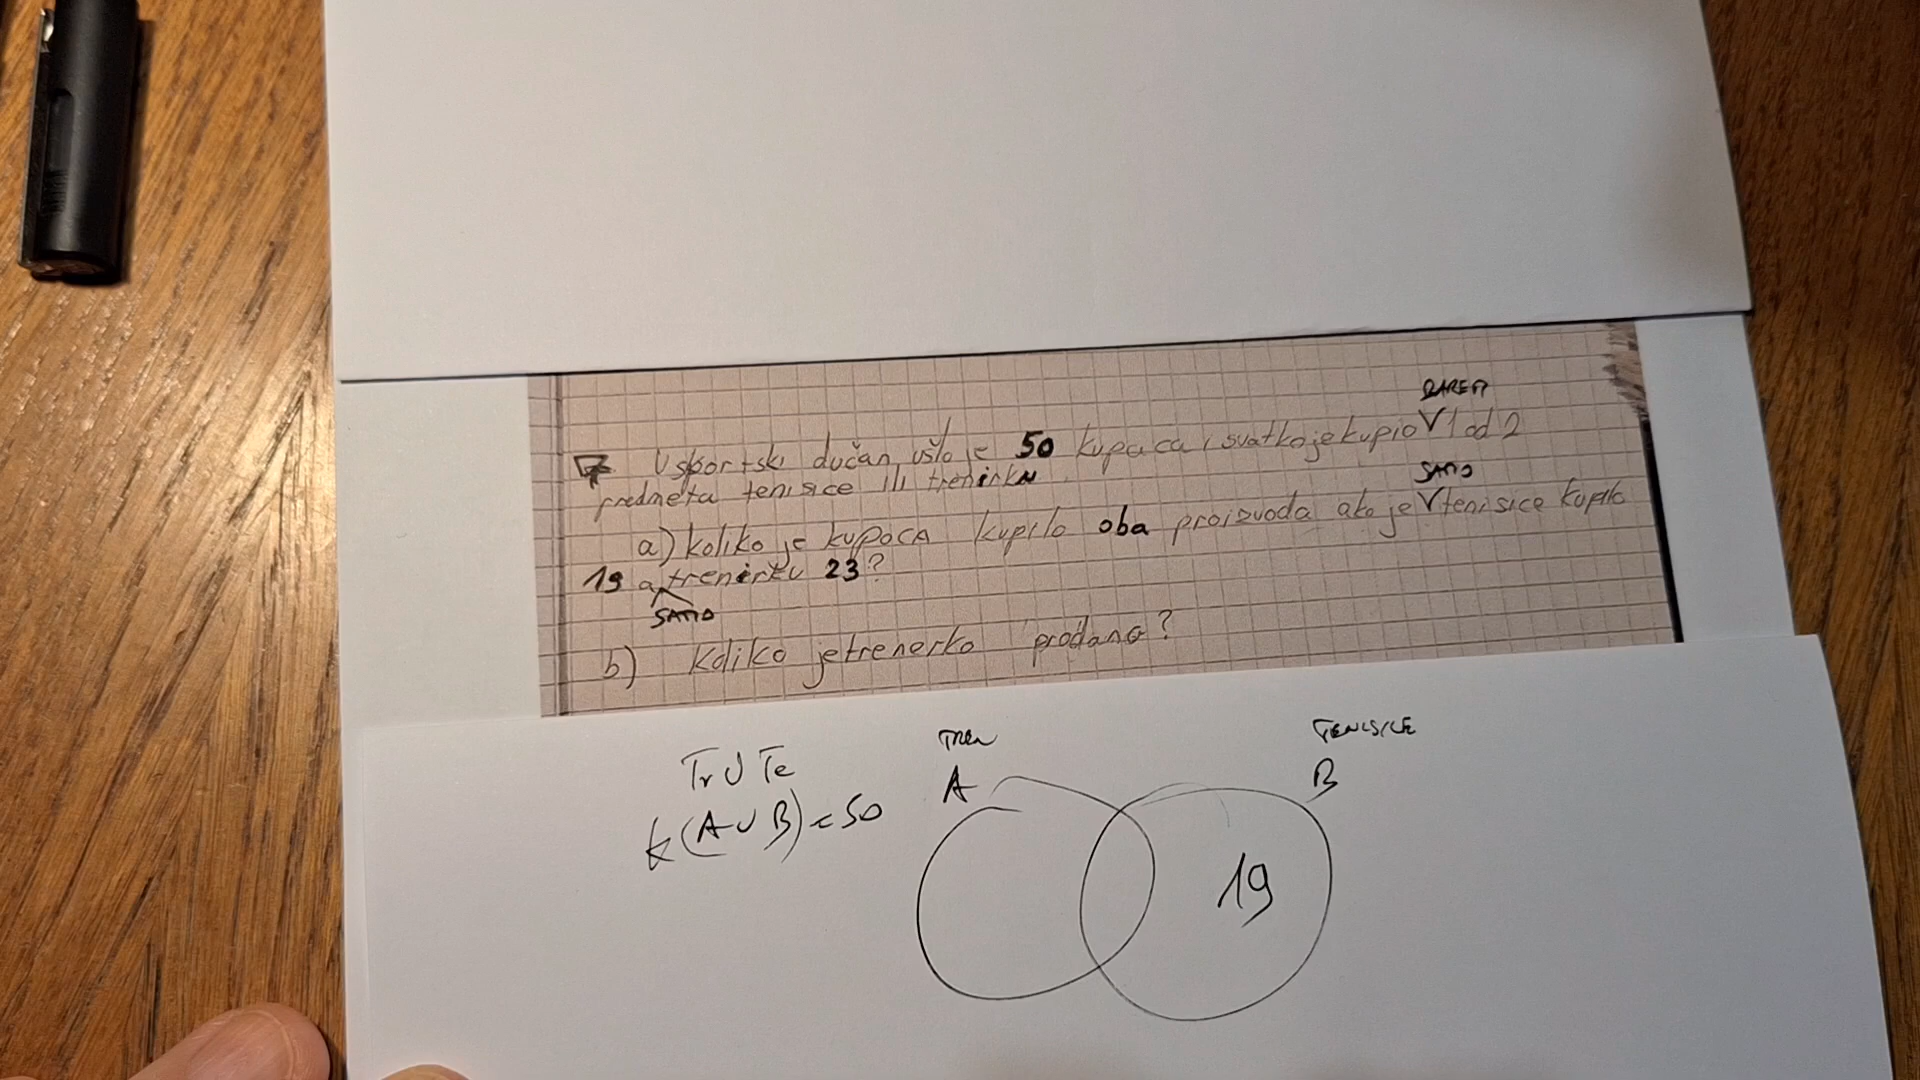 BAREM
U sportski dućan ušlo je 50 kupaca, svatko je kupio V 1 od 2
predmeta tenisice ili trenirku
SAMO
a) koliko je kupaca kupilo oba proizvoda ako je V tenisice kupilo
19 a trenirku 23?
SAMO
b) Koliko je trenerko prodano?
Tr U Te
k(A∪B)=50
TREN
A
TENISICE
B
19